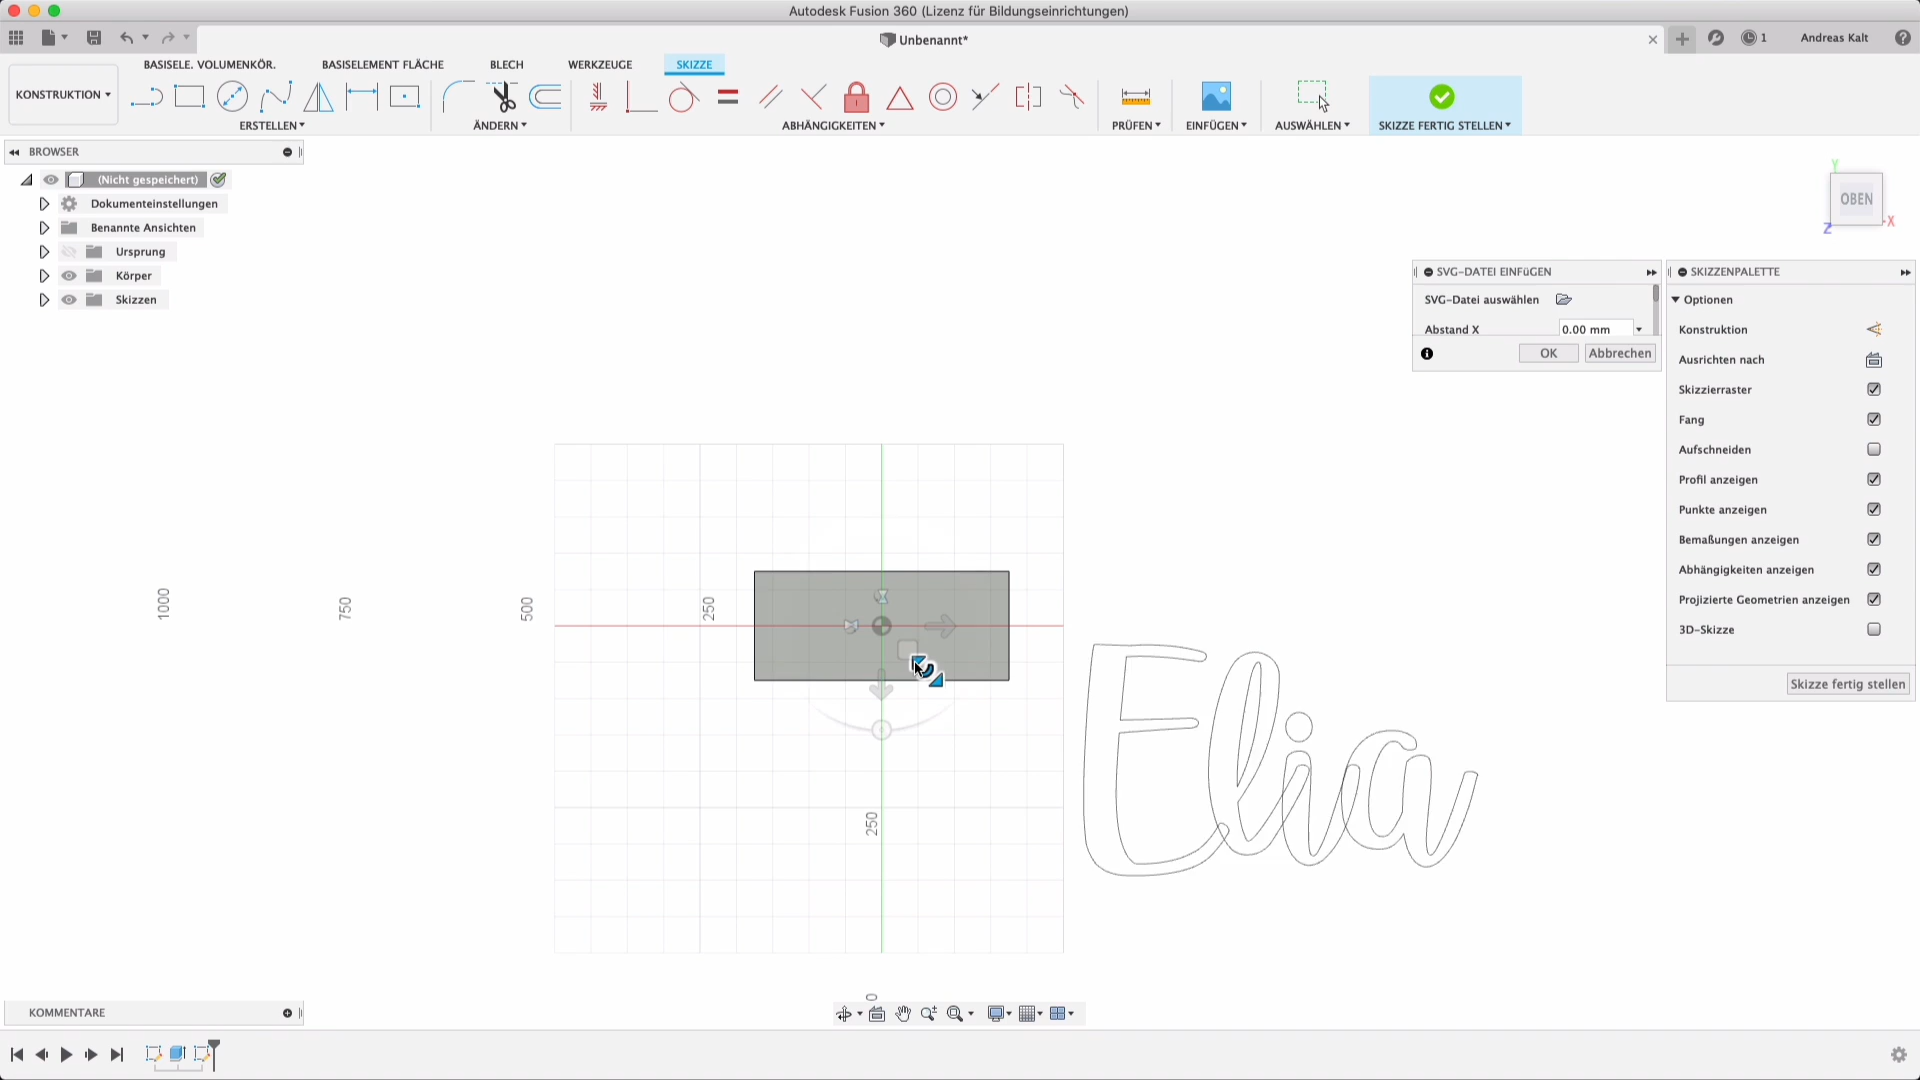 Autodesk Fusion 360 (Lizenz für Bildungseinrichtungen)
Unbenannt*
1
Andreas Kalt
KONSTRUKTION
BASISELE. VOLUMENKÖR.
BASISELEMENT FLÄCHE
BLECH
WERKZEUGE
SKIZZE
ERSTELLEN
ÄNDERN
ABHÄNGIGKEITEN
PRÜFEN
EINFÜGEN
AUSWÄHLEN
SKIZZE FERTIG STELLEN
BROWSER
(Nicht gespeichert)
Dokumenteinstellungen
Benannte Ansichten
Ursprung
Körper
Skizzen
Y
OBEN
Z
X
SVG-DATEI EINFüGEN
SVG-Datei auswählen
Abstand X
0.00 mm
OK
Abbrechen
SKIZZENPALETTE
Optionen
Konstruktion
Ausrichten nach
Skizzierraster
Fang
Aufschneiden
Profil anzeigen
Punkte anzeigen
Bemaßungen anzeigen
Abhängigkeiten anzeigen
Projizierte Geometrien anzeigen
3D-Skizze
Skizze fertig stellen
1000
750
500
250
250
0
Elia
KOMMENTARE